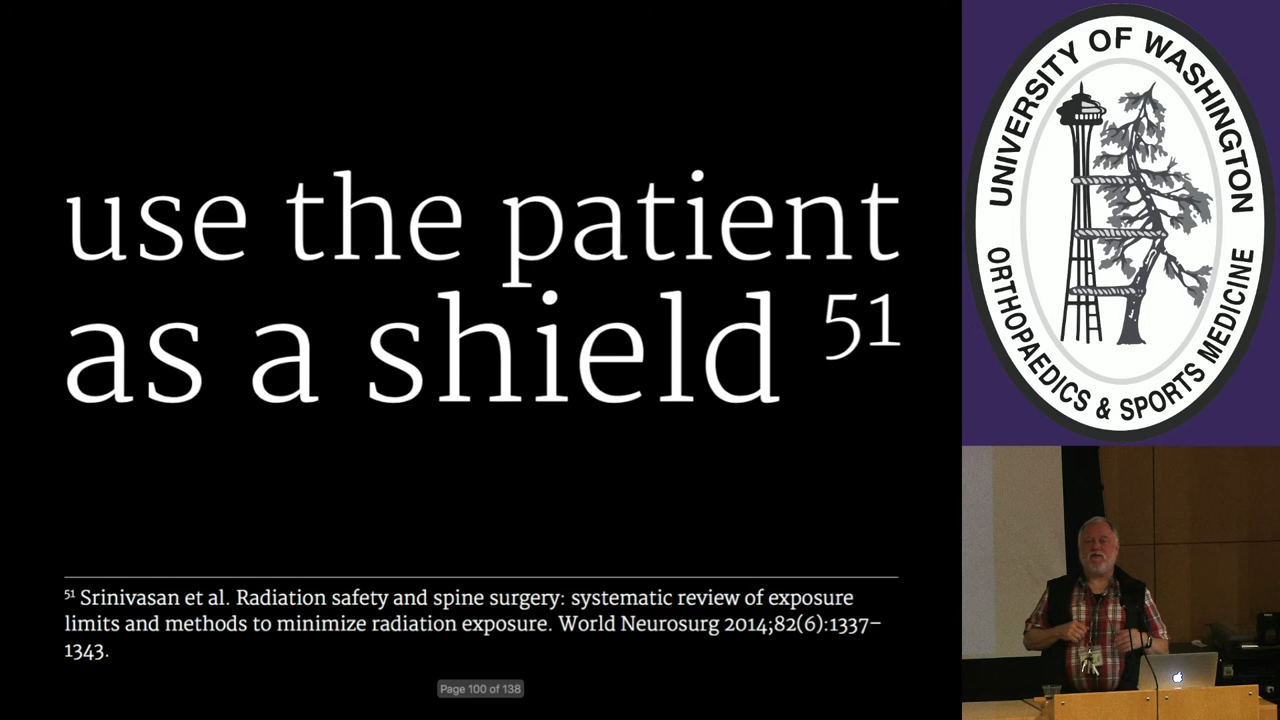 use the patient
as a shield 51
51 Srinivasan et al. Radiation safety and spine surgery: systematic review of exposure
limits and methods to minimize radiation exposure. World Neurosurg 2014;82(6):1337–
1343.
Page 100 of 138
UNIVERSITY OF WASHINGTON
ORTHOPAEDICS & SPORTS MEDICINE